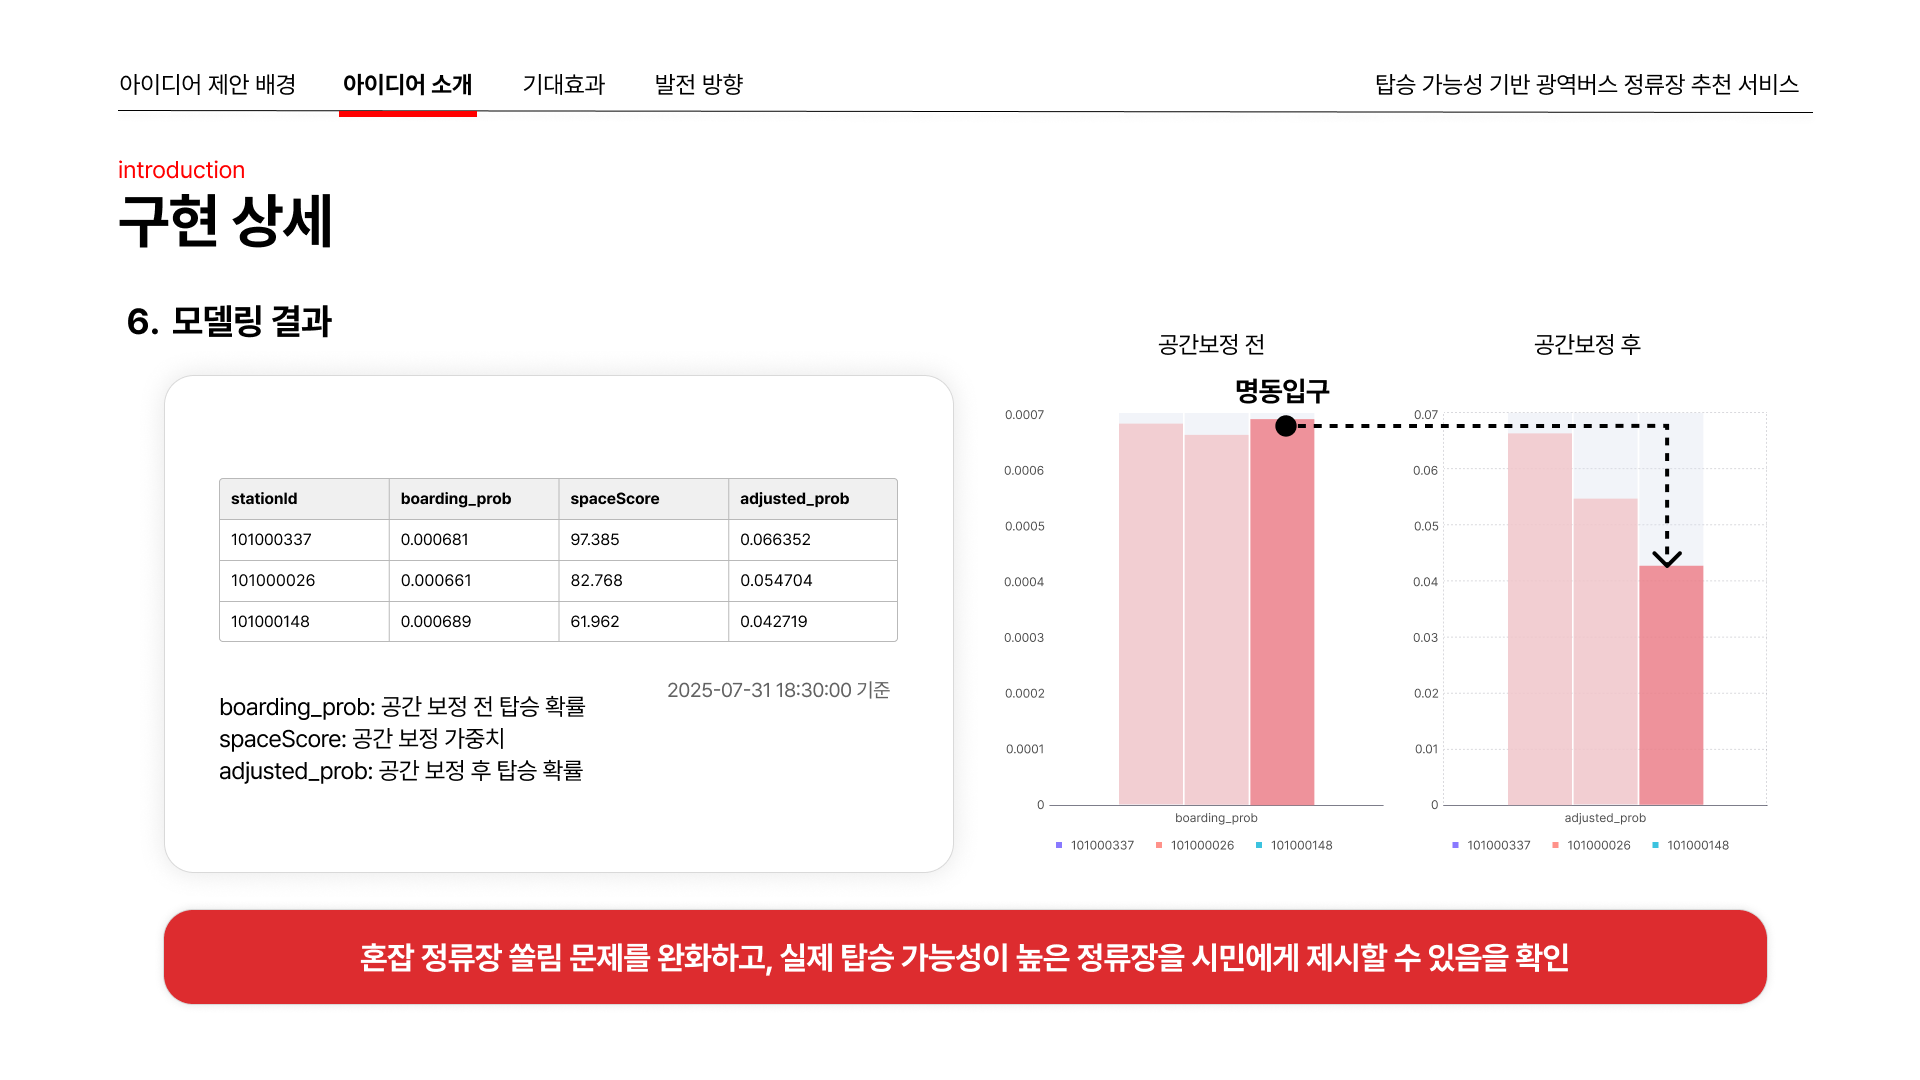 아이디어 제안 배경 아이디어 소개 기대효과 발전 방향 탑승 가능성 기반 광역버스 정류장 추천 서비스
introduction
구현 상세
6. 모델링 결과
stationId boarding_prob spaceScore adjusted_prob
101000337 0.000681 97.385 0.066352
101000026 0.000661 82.768 0.054704
101000148 0.000689 61.962 0.042719
2025-07-31 18:30:00 기준
boarding_prob: 공간 보정 전 탑승 확률
spaceScore: 공간 보정 가중치
adjusted_prob: 공간 보정 후 탑승 확률
공간보정 전
명동입구
0.0007
0.0006
0.0005
0.0004
0.0003
0.0002
0.0001
0
boarding_prob
101000337 101000026 101000148
공간보정 후
0.07
0.06
0.05
0.04
0.03
0.02
0.01
0
adjusted_prob
101000337 101000026 101000148
혼잡 정류장 쏠림 문제를 완화하고, 실제 탑승 가능성이 높은 정류장을 시민에게 제시할 수 있음을 확인